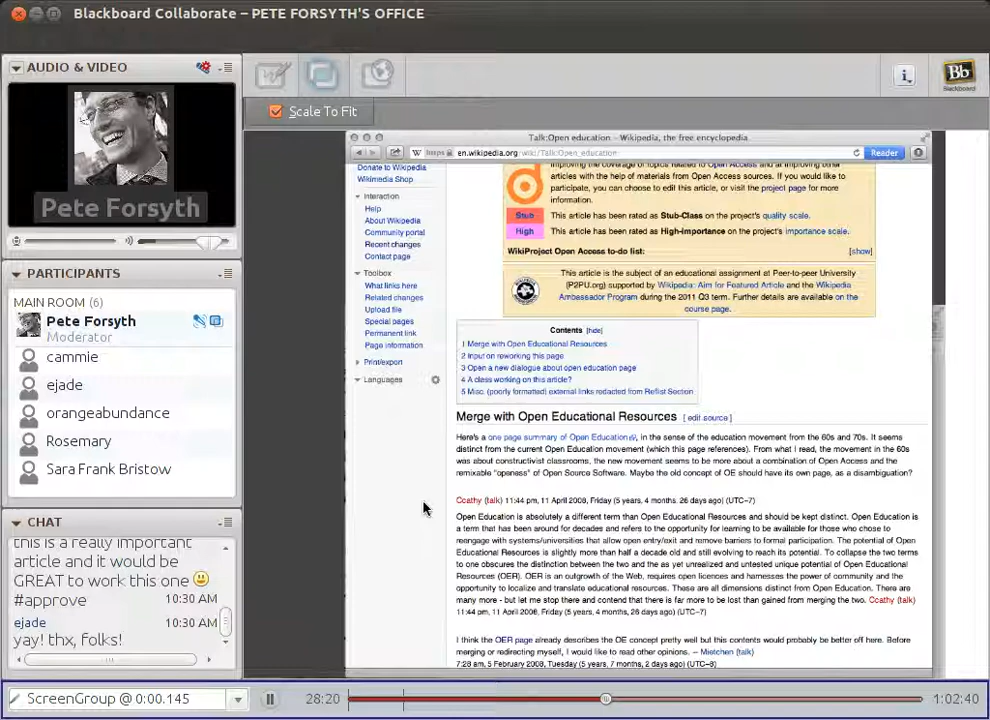 Blackboard Collaborate – PETE FORSYTH'S OFFICE
AUDIO & VIDEO
Pete Forsyth
PARTICIPANTS
MAIN ROOM (6)
Pete Forsyth
Moderator
cammie
ejade
orangeabundance
Rosemary
Sara Frank Bristow
CHAT
this is a really important
article and it would be
GREAT to work this one
#approve 10:30 AM
ejade 10:30 AM
yay! thx, folks!
Bb
Blackboard
Scale To Fit
Talk:Open education – Wikipedia, the free encyclopedia
https en.wikipedia.org/wiki/Talk:Open_education
Reader
Donate to Wikipedia
Wikimedia Shop
Interaction
Help
About Wikipedia
Community portal
Recent changes
Contact page
Toolbox
What links here
Related changes
Upload file
Special pages
Permanent link
Page information
Print/export
Languages
improving the coverage of topics related to Open Access and at improving other
articles with the help of materials from Open Access sources. If you would like to
participate, you can choose to edit this article, or visit the project page for more
information.
Stub This article has been rated as Stub-Class on the project's quality scale.
High This article has been rated as High-importance on the project's importance scale.
WikiProject Open Access to-do list: [show]
This article is the subject of an educational assignment at Peer-to-peer University
(P2PU.org) supported by Wikipedia: Aim for Featured Article and the Wikipedia
Ambassador Program during the 2011 Q3 term. Further details are available on the
course page.
Contents [hide]
1 Merge with Open Educational Resources
2 Input on reworking this page
3 Open a new dialogue about open education page
4 A class working on this article?
5 Misc. (poorly formatted) external links redacted from Reflist Section
Merge with Open Educational Resources [ edit source ]
Here's a one page summary of Open Education, in the sense of the education movement from the 60s and 70s. It seems
distinct from the current Open Education movement (which this page references). From what I read, the movement in the 60s
was about constructivist classrooms, the new movement seems to be more about a combination of Open Access and the
remixable "openess" of Open Source Software. Maybe the old concept of OE should have its own page, as a disambiguation?
Ccathy (talk) 11:44 pm, 11 April 2008, Friday (5 years, 4 months, 26 days ago) (UTC−7)
Open Education is absolutely a different term than Open Educational Resources and should be kept distinct. Open Education is
a term that has been around for decades and refers to the opportunity for learning to be available for those who chose to
reengage with systems/universities that allow open entry/exit and remove barriers to formal participation. The potential of Open
Educational Resources is slightly more than half a decade old and still evolving to reach its potential. To collapse the two terms
to one obscures the distinction between the two and the as yet unrealized and untested unique potential of Open Educational
Resources (OER). OER is an outgrowth of the Web, requires open licences and harnesses the power of community and the
opportunity to localize and translate educational resources. These are all dimensions distinct from Open Education. There are
many more - but let me stop there and contend that there is far more to be lost than gained from merging the two. Ccathy (talk)
11:44 pm, 11 April 2008, Friday (5 years, 4 months, 26 days ago) (UTC−7)
I think the OER page already describes the OE concept pretty well but this contents would probably be better off here. Before
merging or redirecting myself, I would like to read other opinions. – Mietchen (talk)
7:28 am, 5 February 2008, Tuesday (5 years, 7 months, 2 days ago) (UTC−8)
ScreenGroup @ 0:00.145
28:20
1:02:40